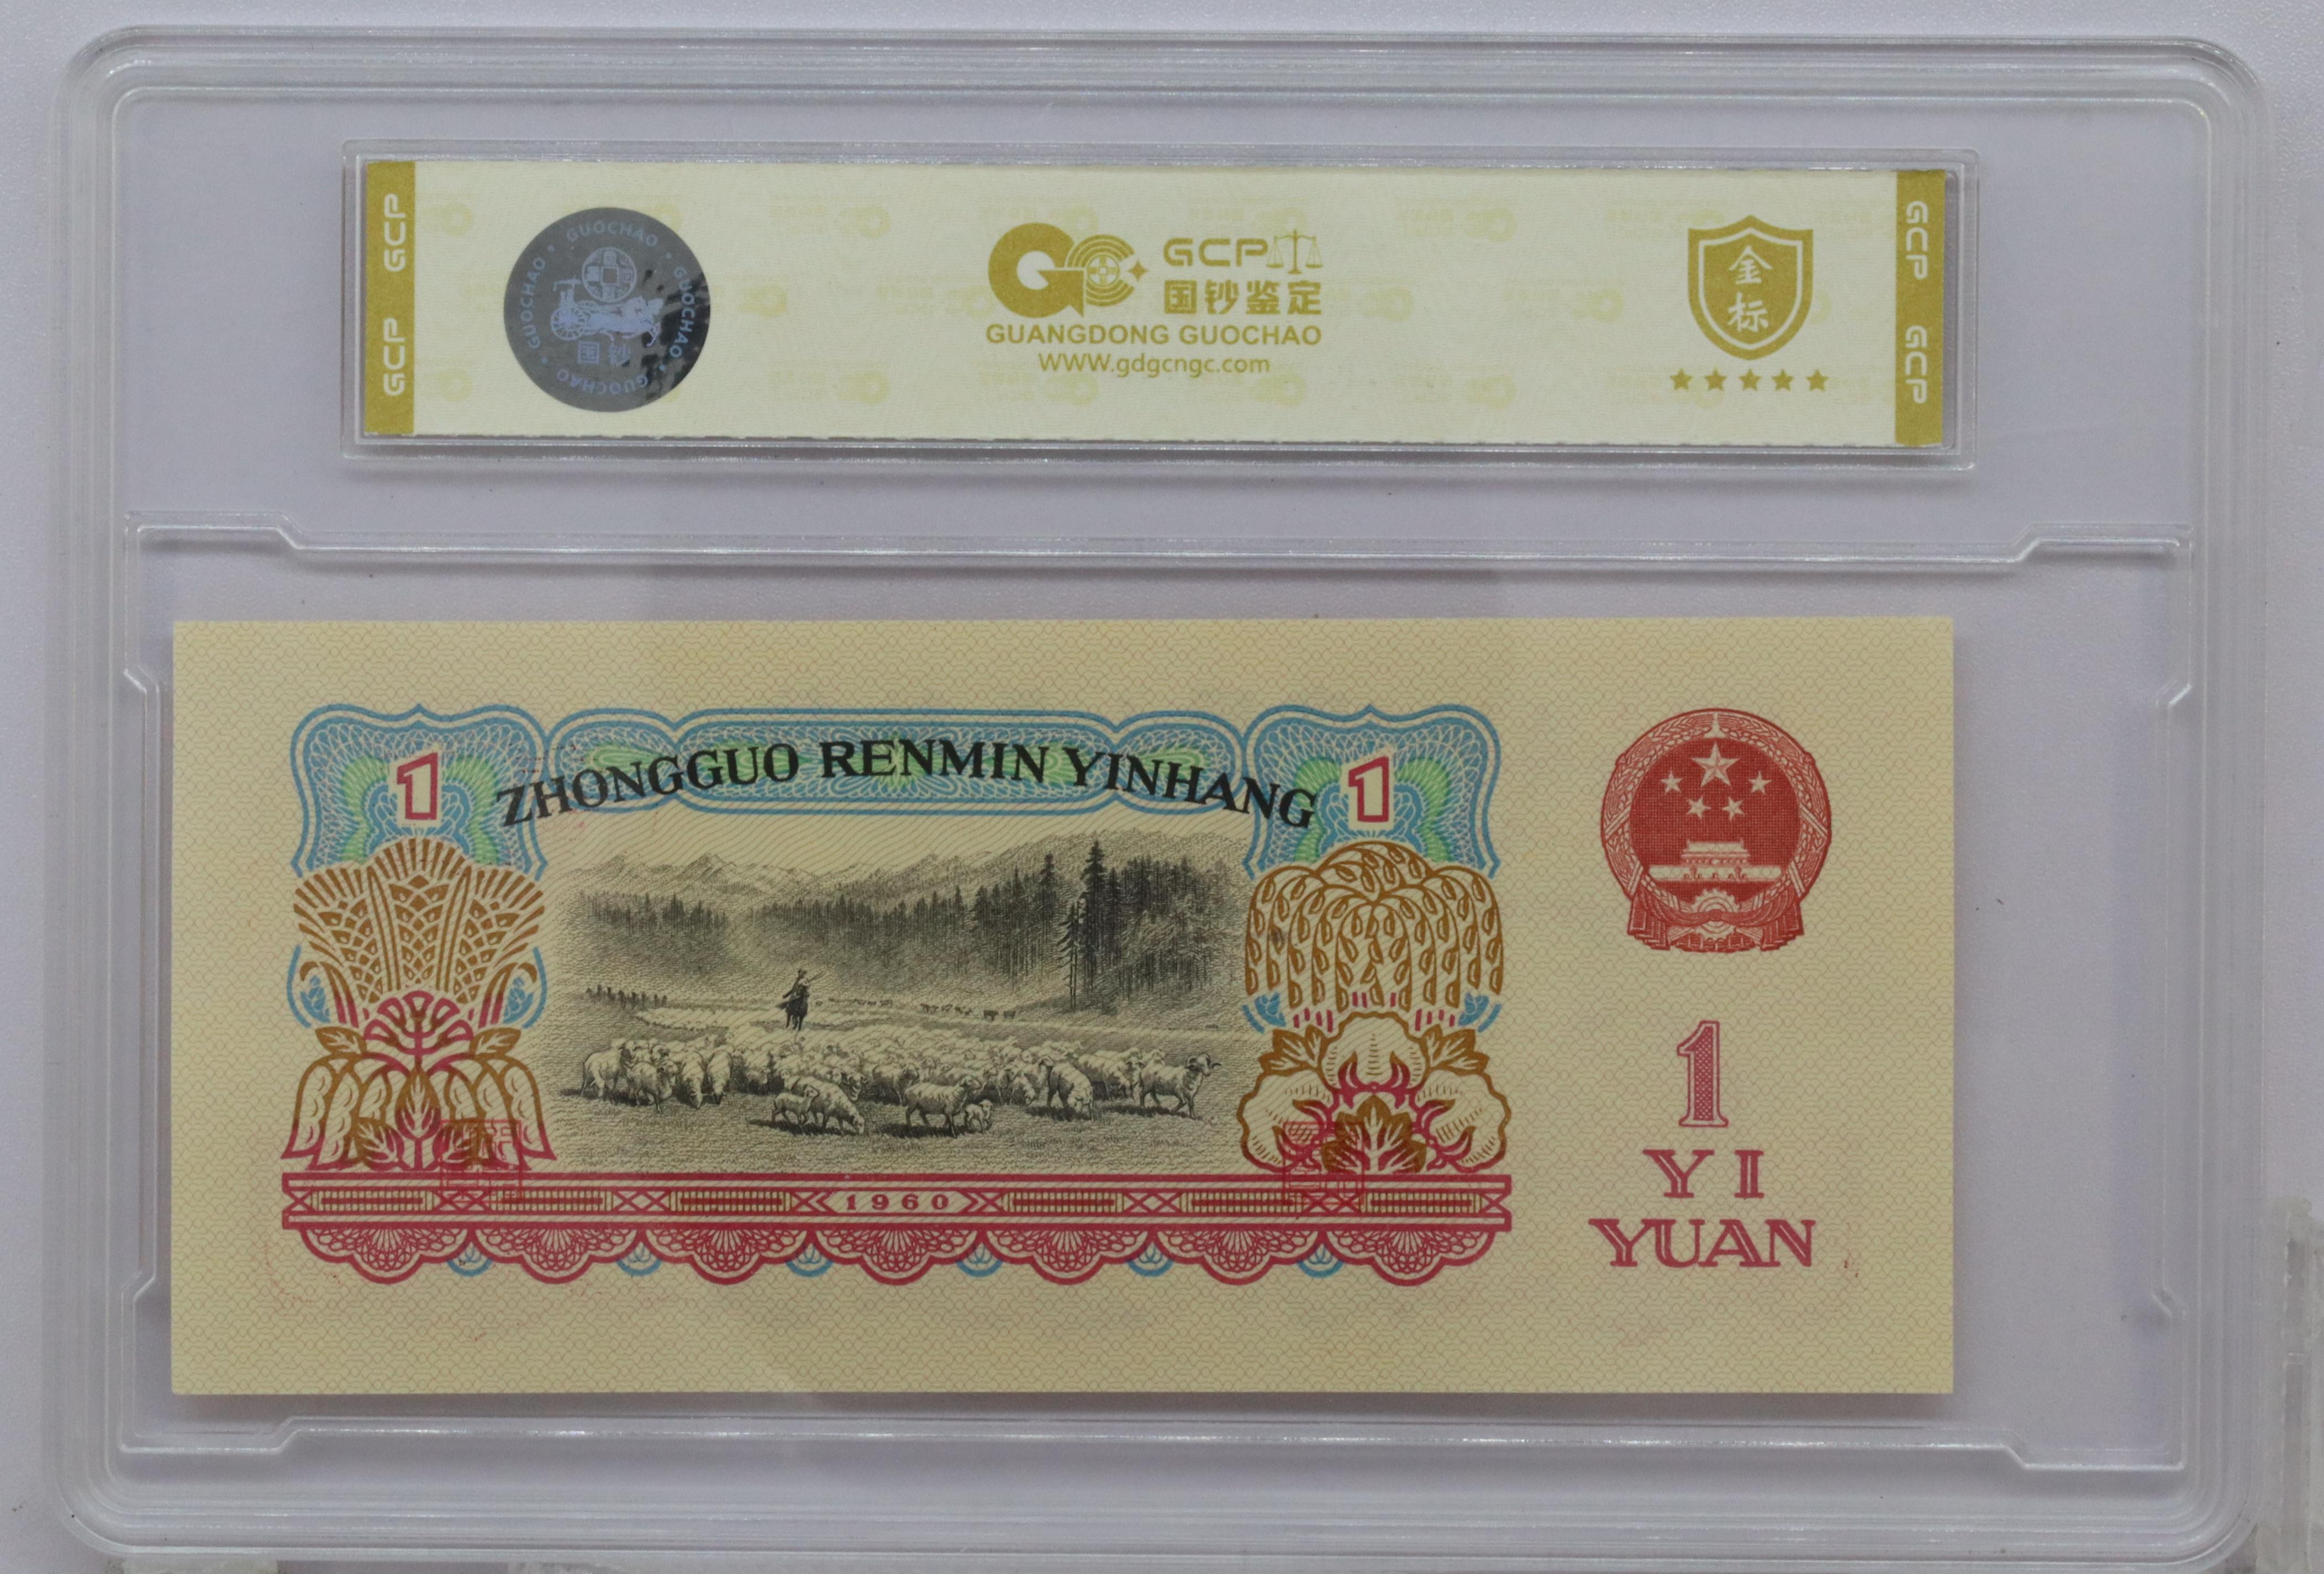 GCP GCP
GUOCHAO GUOCHAO GUOCHAO GUOCHAO
国钞
GCP
国钞鉴定
GUANGDONG GUOCHAO
WWW.gdgcngc.com
金标
GCP GCP
ZHONGGUO RENMIN YINHANG
1
1
1960
1
YI
YUAN